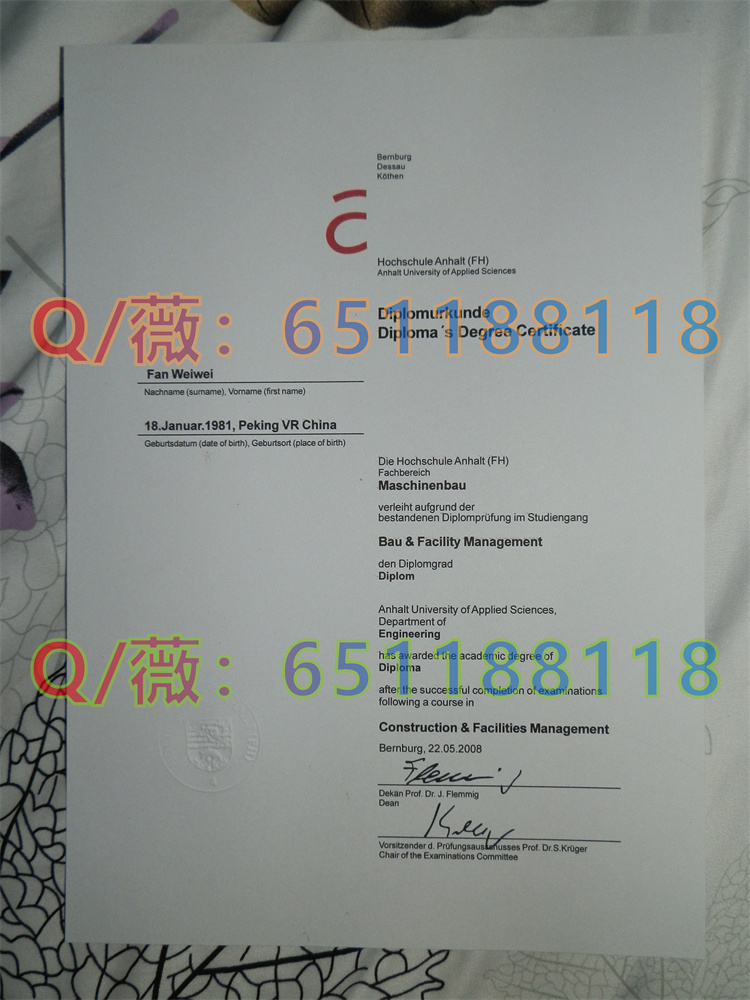 Bernburg
Dessau
Köthen
Hochschule Anhalt (FH)
Anhalt University of Applied Sciences
Diplomurkunde
Diploma´s Degrea Certificate
Q/薇：651188118
Fan Weiwei
Nachname (surname), Vorname (first name)
18.Januar.1981, Peking VR China
Geburtsdatum (date of birth), Geburtsort (place of birth)
Die Hochschule Anhalt (FH)
Fachbereich
Maschinenbau
verleiht aufgrund der
bestandenen Diplomprüfung im Studiengang
Bau & Facility Management
den Diplomgrad
Diplom
Anhalt University of Applied Sciences,
Department of
Engineering
has awarded the academic degree of
Diploma
Q/薇：651188118
after the successful completion of examinations
following a course in
Construction & Facilities Management
Bernburg, 22.05.2008
Dekan Prof. Dr. J. Flemmig
Dean
Vorsitzender d. Prüfungsausschusses Prof. Dr.S.Krüger
Chair of the Examinations Committee